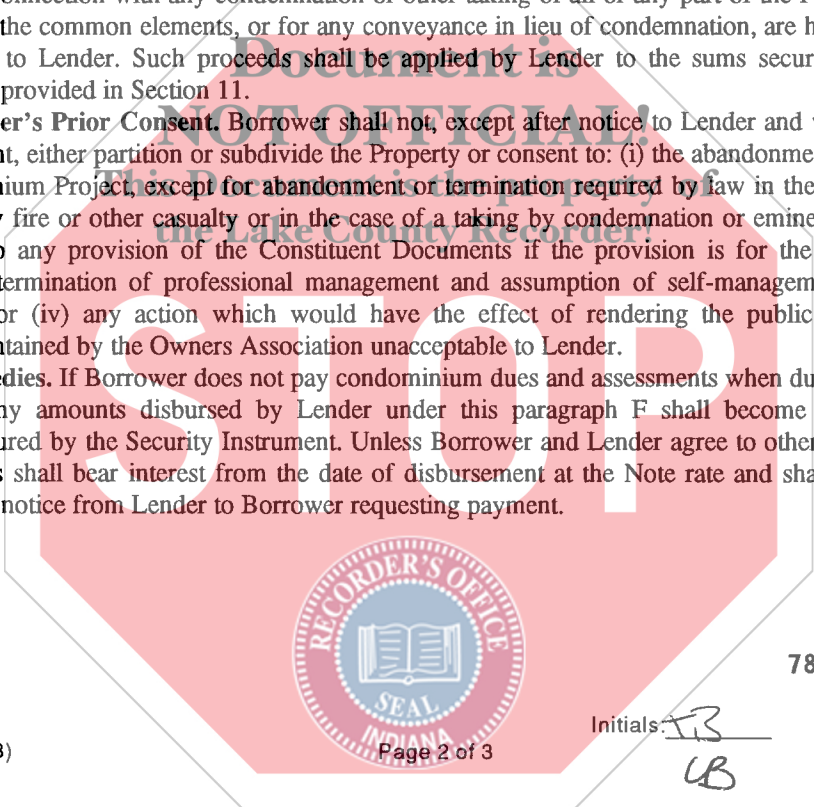 connection with any condemnation or other taking of all or any part of the P
the common elements, or for any conveyance in lieu of condemnation, are h
to Lender. Such proceeds shall be applied by Lender to the sums secur
provided in Section 11.
er's Prior Consent. Borrower shall not, except after notice to Lender and
nt, either partition or subdivide the Property or consent to: (i) the abandonme
nium Project, except for abandonment or termination required by law in the
y fire or other casualty or in the case of a taking by condemnation or emine
o any provision of the Constituent Documents if the provision is for the
termination of professional management and assumption of self-managem
or (iv) any action which would have the effect of rendering the public
ntained by the Owners Association unacceptable to Lender.
edies. If Borrower does not pay condominium dues and assessments when du
ny amounts disbursed by Lender under this paragraph F shall become
ured by the Security Instrument. Unless Borrower and Lender agree to other
s shall bear interest from the date of disbursement at the Note rate and sha
notice from Lender to Borrower requesting payment.
Document is
NOT OFFICIAL!
This Document is the property of
the Lake County Recorder!
STOP
RECORDER'S OFFICE
SEAL
INDIANA
78
Initials: TB
LB
3)
Page 2 of 3